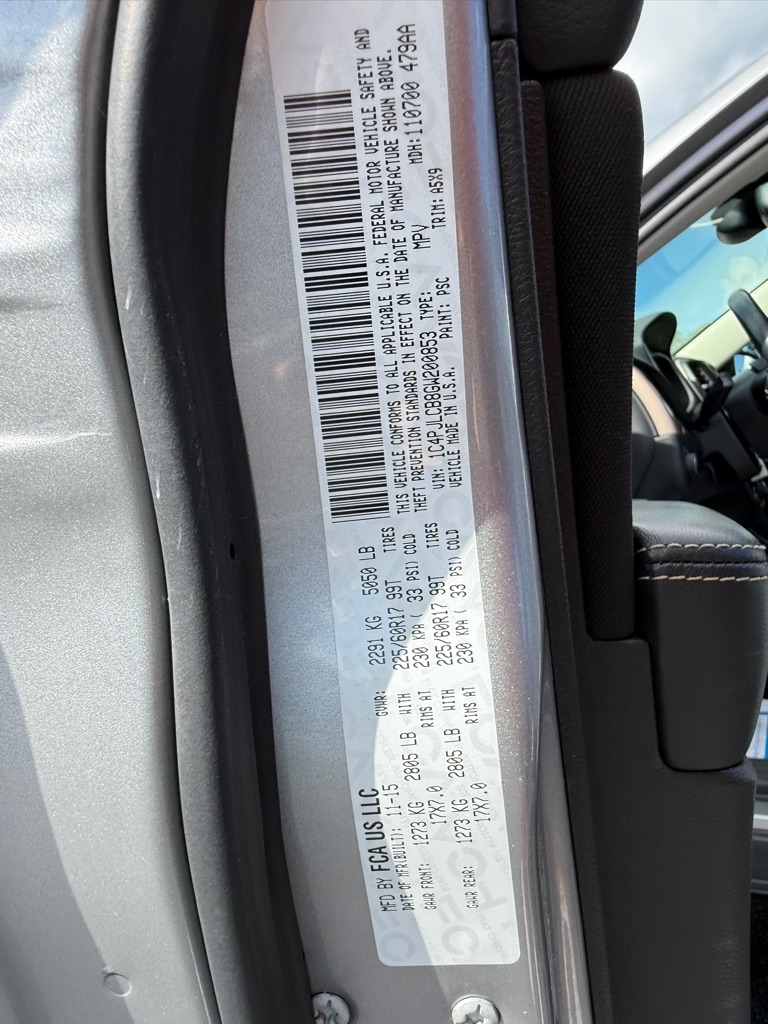 MFD BY FCA US LLC
DATE OF MFR(BUILT): 11-15 GVWR: 2291 KG 5050 LB
GAWR FRONT: 1273 KG 2805 LB WITH 225/60R17 99T TIRES
17X7.0 RIMS AT 230 KPA ( 33 PSI) COLD
GAWR REAR: 1273 KG 2805 LB WITH 225/60R17 99T TIRES
17X7.0 RIMS AT 230 KPA ( 33 PSI) COLD
THIS VEHICLE CONFORMS TO ALL APPLICABLE U.S.A. FEDERAL MOTOR VEHICLE SAFETY AND
THEFT PREVENTION STANDARDS IN EFFECT ON THE DATE OF MANUFACTURE SHOWN ABOVE.
VIN: 1C4PJLCB8GW200853 TYPE: MPV MDH: 110700 479AA
VEHICLE MADE IN U.S.A. PAINT: PSC TRIM: A5X9